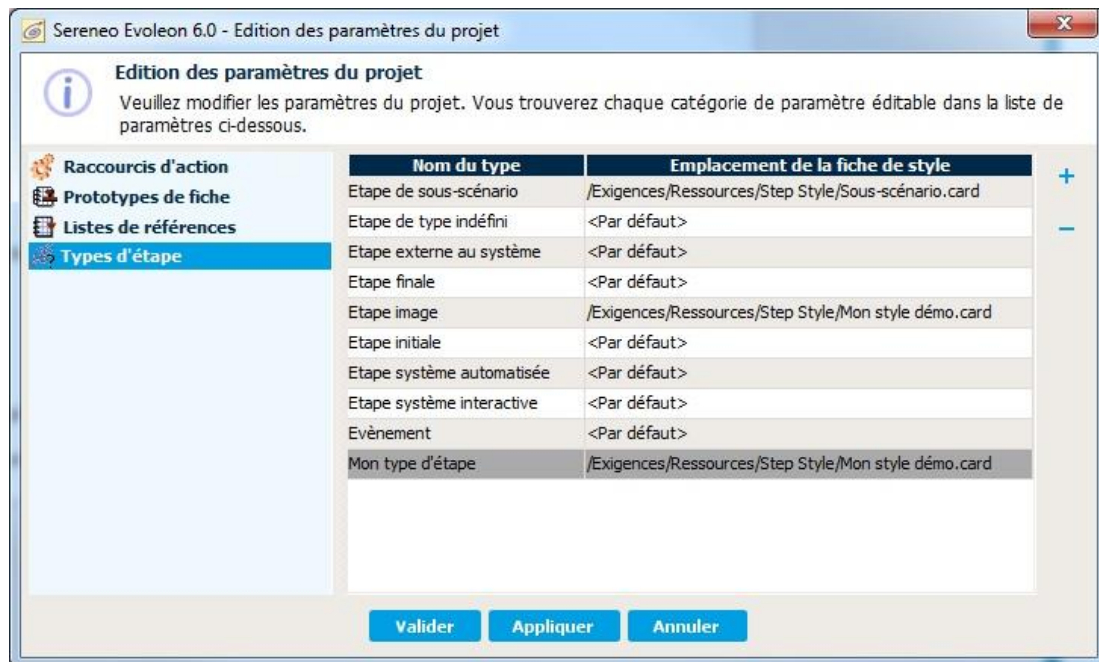 Sereneo Evoleon 6.0 - Edition des paramètres du projet
x
Edition des paramètres du projet
Veuillez modifier les paramètres du projet. Vous trouverez chaque catégorie de paramètre éditable dans la liste de
paramètres ci-dessous.
Raccourcis d'action
Prototypes de fiche
Listes de références
Types d'étape
Nom du type Emplacement de la fiche de style
Etape de sous-scénario /Exigences/Ressources/Step Style/Sous-scénario.card
Etape de type indéfini <Par défaut>
Etape externe au système <Par défaut>
Etape finale <Par défaut>
Etape image /Exigences/Ressources/Step Style/Mon style démo.card
Etape initiale <Par défaut>
Etape système automatisée <Par défaut>
Etape système interactive <Par défaut>
Evènement <Par défaut>
Mon type d'étape /Exigences/Ressources/Step Style/Mon style démo.card
+
−
Valider Appliquer Annuler